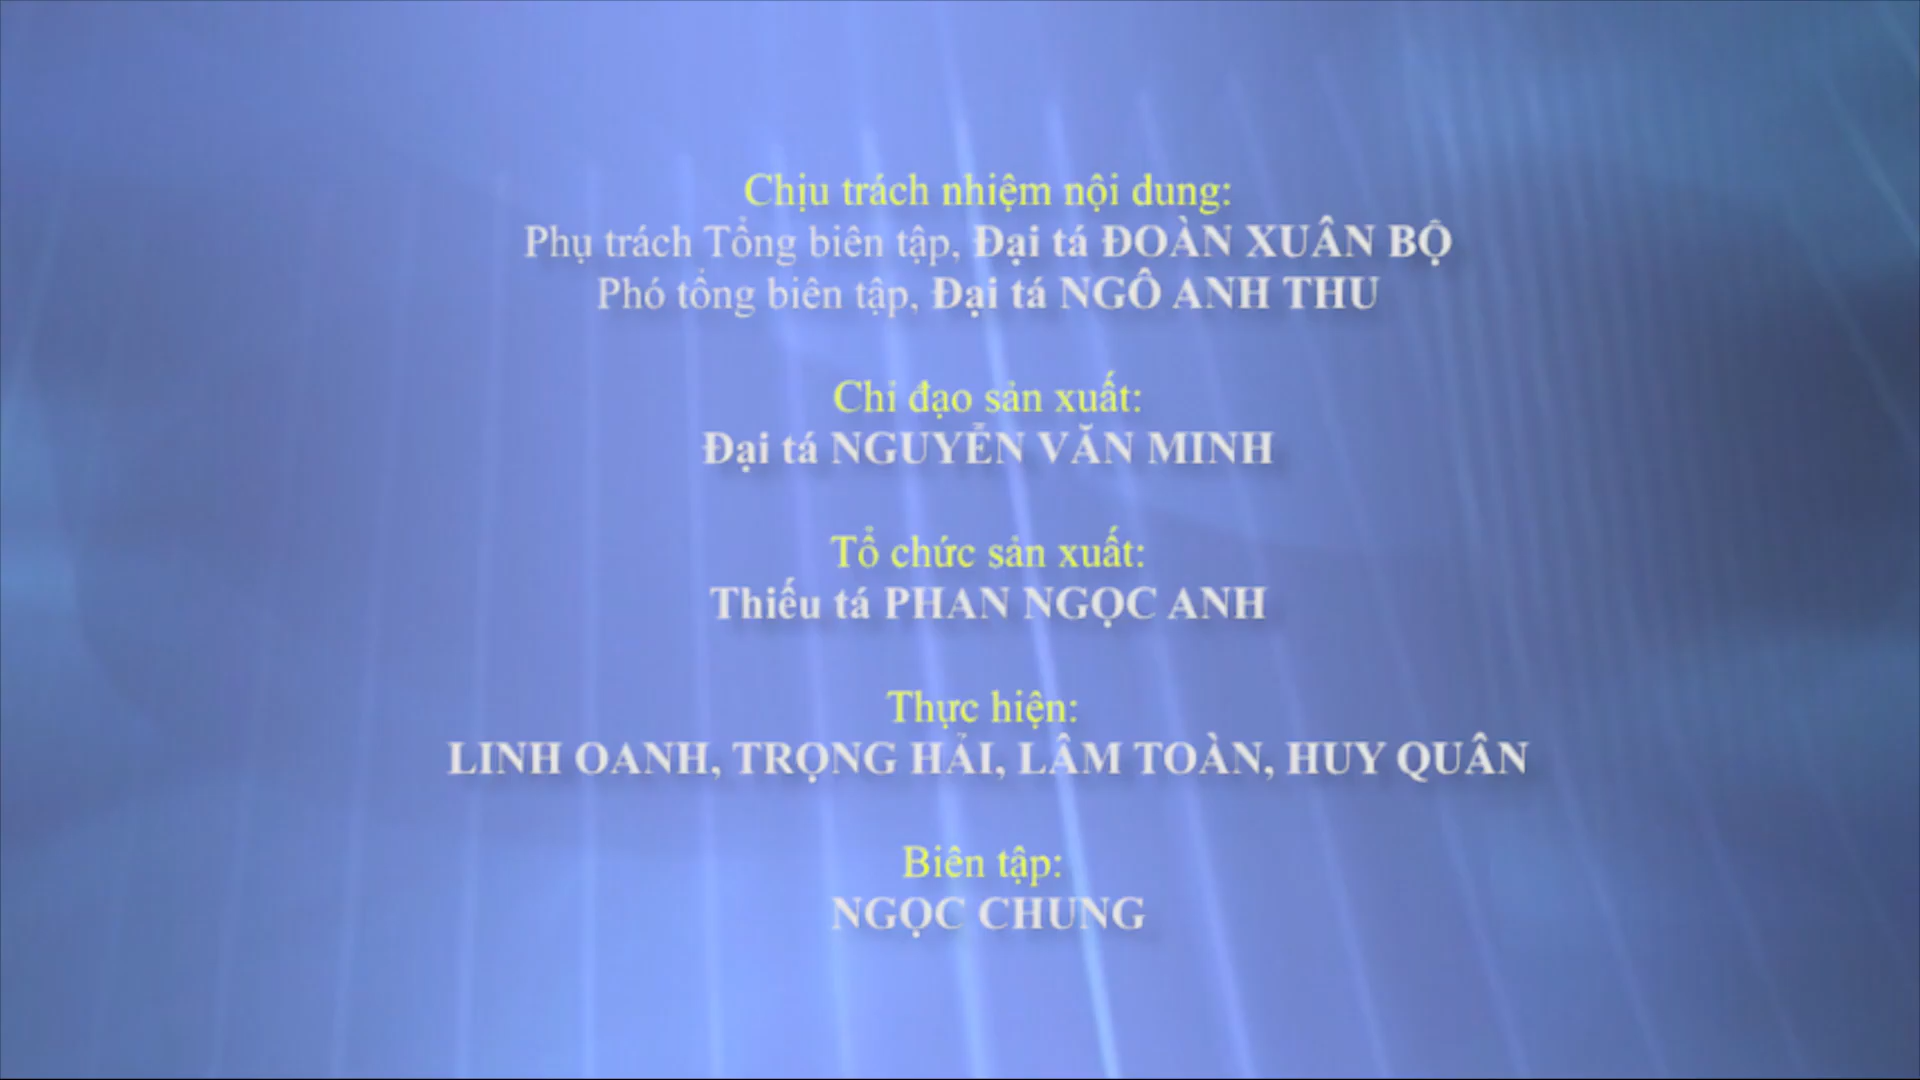 Chịu trách nhiệm nội dung:
Phụ trách Tổng biên tập, Đại tá ĐOÀN XUÂN BỘ
Phó tổng biên tập, Đại tá NGÔ ANH THU
Chỉ đạo sản xuất:
Đại tá NGUYỄN VĂN MINH
Tổ chức sản xuất:
Thiếu tá PHAN NGỌC ANH
Thực hiện:
LINH OANH, TRỌNG HẢI, LÂM TOÀN, HUY QUÂN
Biên tập:
NGỌC CHUNG